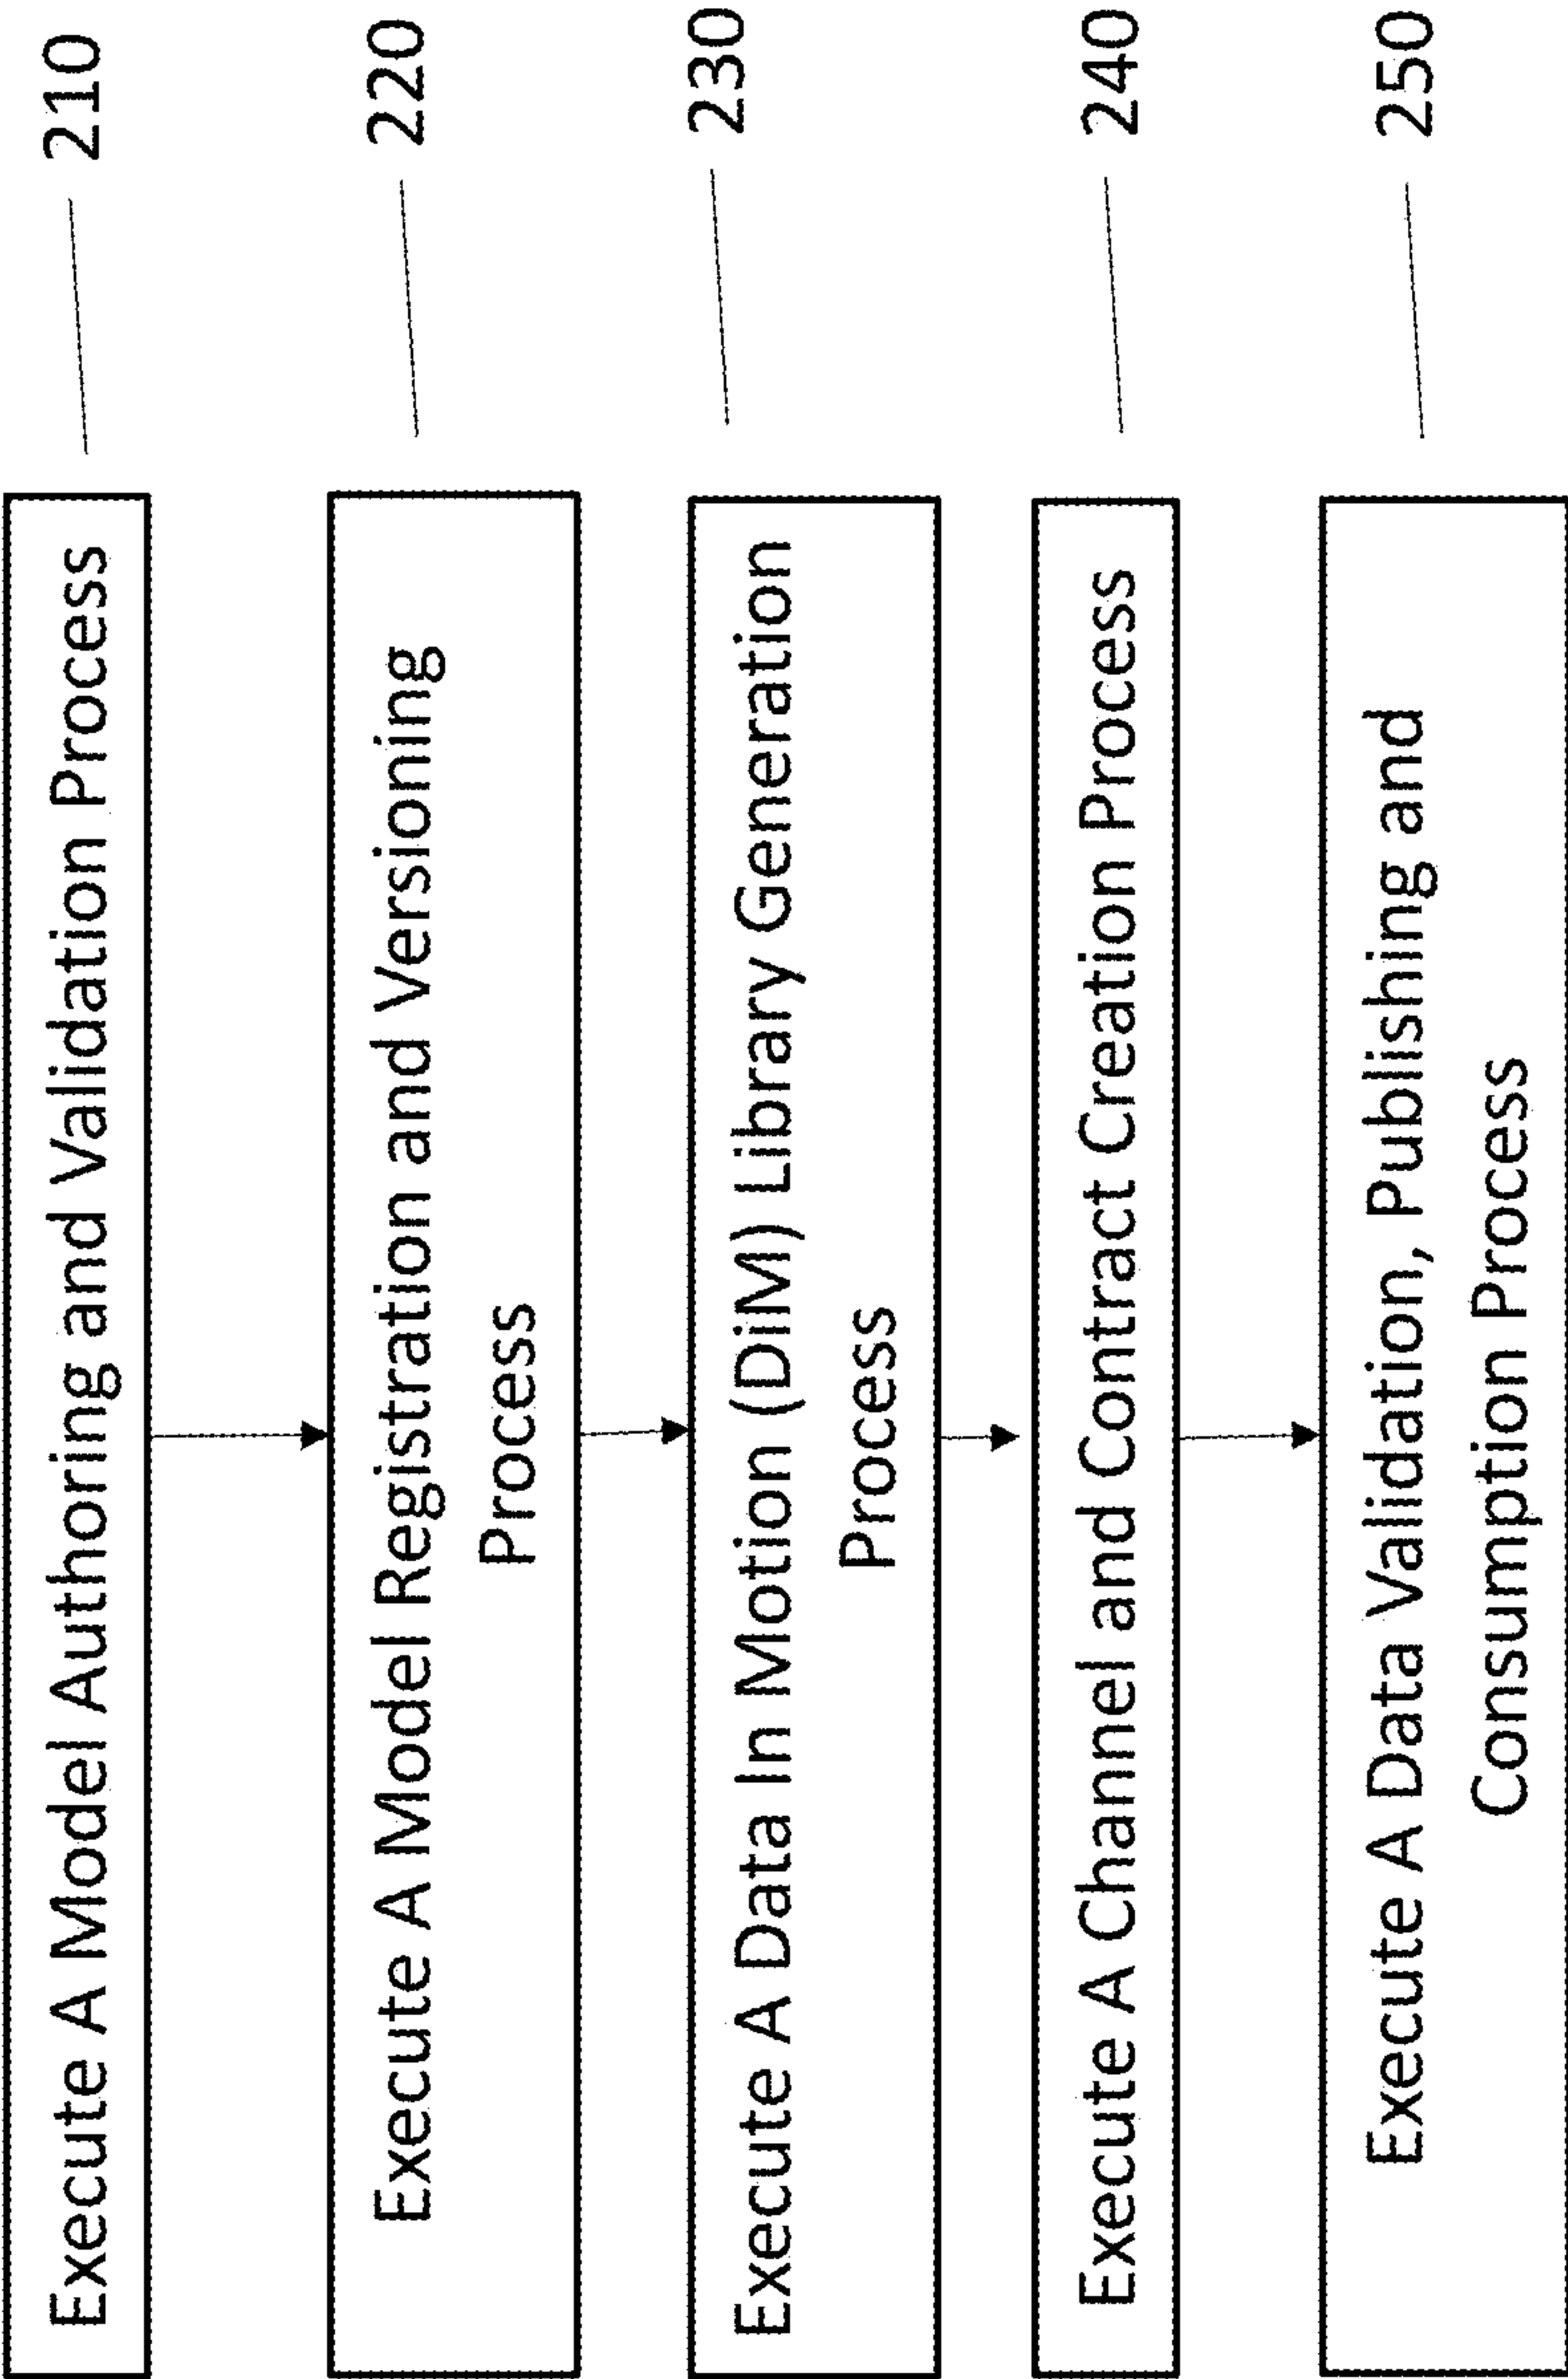 Execute A Model Authoring and Validation Process
210
Execute A Model Registration and Versioning
Process
220
Execute A Data In Motion (DiM) Library Generation
Process
230
Execute A Channel and Contract Creation Process
240
Execute A Data Validation, Publishing and
Consumption Process
250